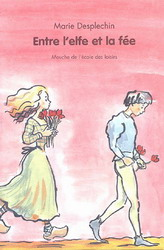 Marie Desplechin
Entre l'elfe et la fée
Mouche de l'école des loisirs